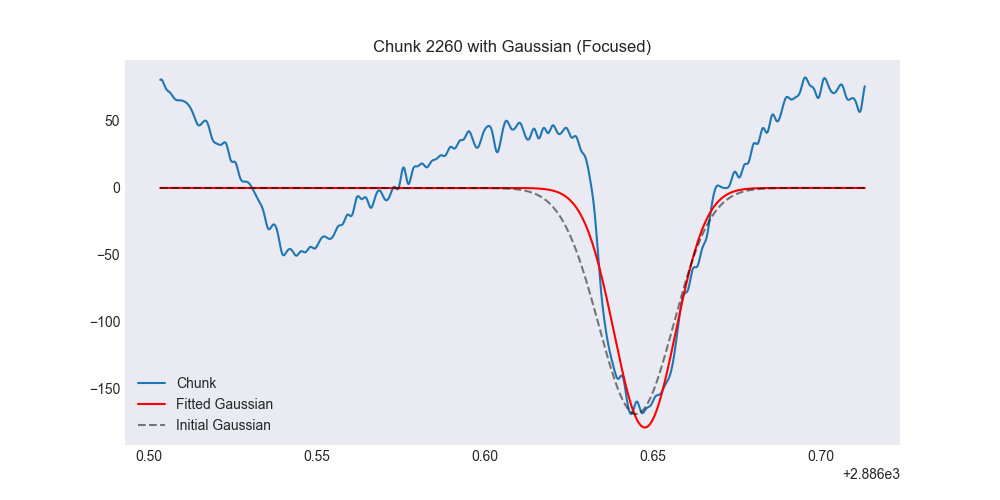 Chunk 2260 with Gaussian (Focused)
50
0
−50
−100
−150
Chunk
Fitted Gaussian
Initial Gaussian
0.50 0.55 0.60 0.65 0.70
+2.886e3